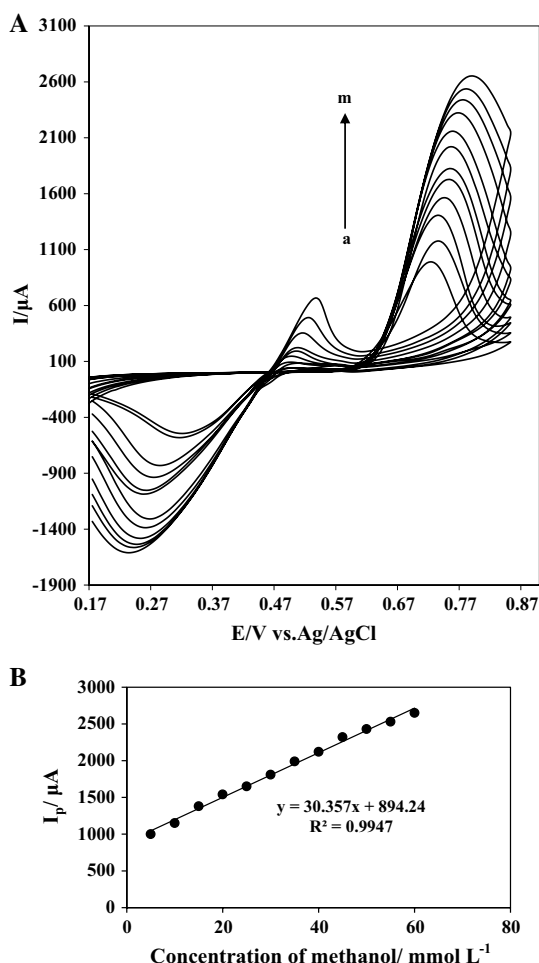 A
3100
2600
2100
1600
1100
600
100
-400
-900
-1400
-1900
I/µA
m
a
0.17 0.27 0.37 0.47 0.57 0.67 0.77 0.87
E/V vs.Ag/AgCl
B
3000
2500
2000
1500
1000
500
0
Ip/ µA
y = 30.357x + 894.24
R² = 0.9947
0 20 40 60 80
Concentration of methanol/ mmol L⁻¹